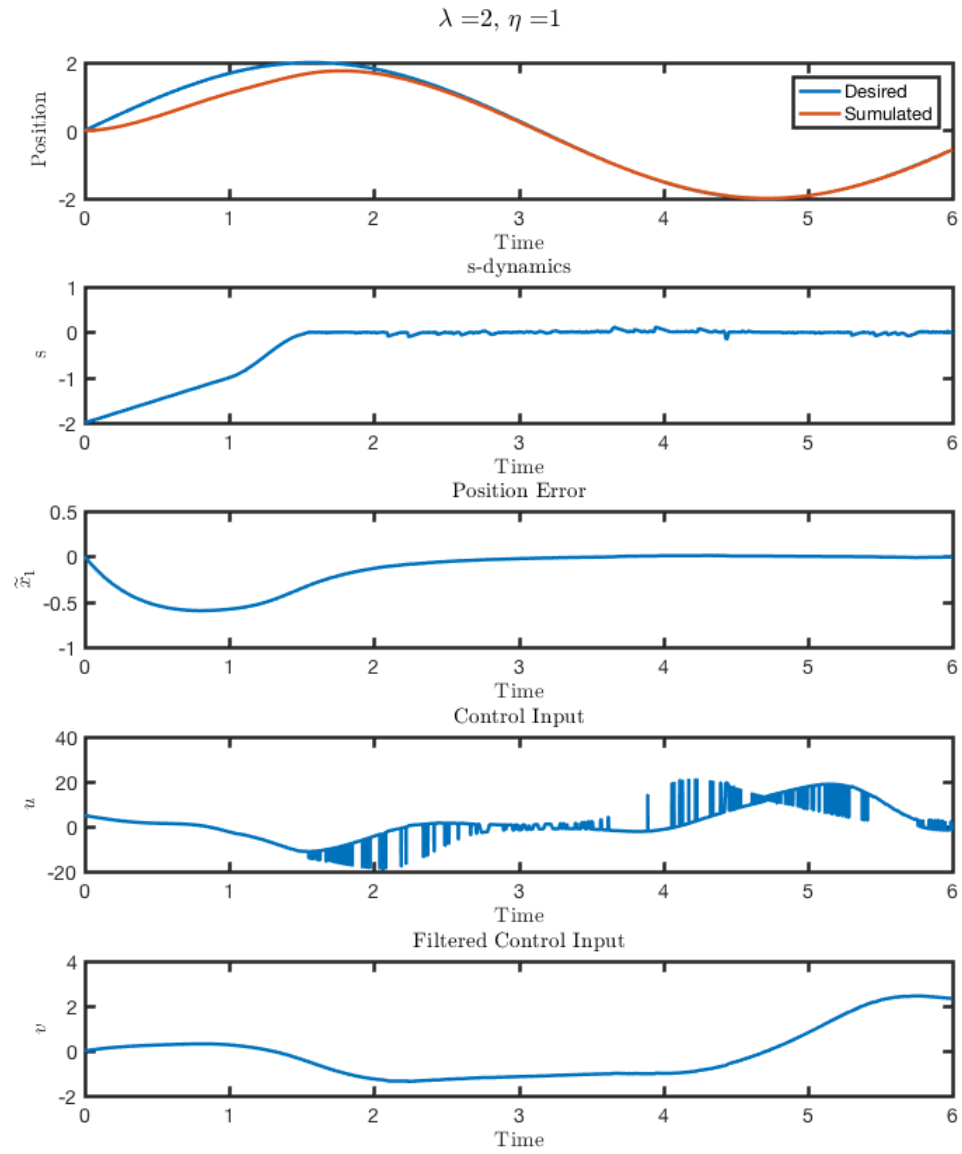 λ =2, η =1
2
0
-2
Position
Desired
Sumulated
0 1 2 3 4 5 6
Time
s-dynamics
1
0
-1
-2
s
0 1 2 3 4 5 6
Time
Position Error
0.5
0
-0.5
-1
x̃₁
0 1 2 3 4 5 6
Time
Control Input
40
20
0
-20
u
0 1 2 3 4 5 6
Time
Filtered Control Input
4
2
0
-2
v
0 1 2 3 4 5 6
Time